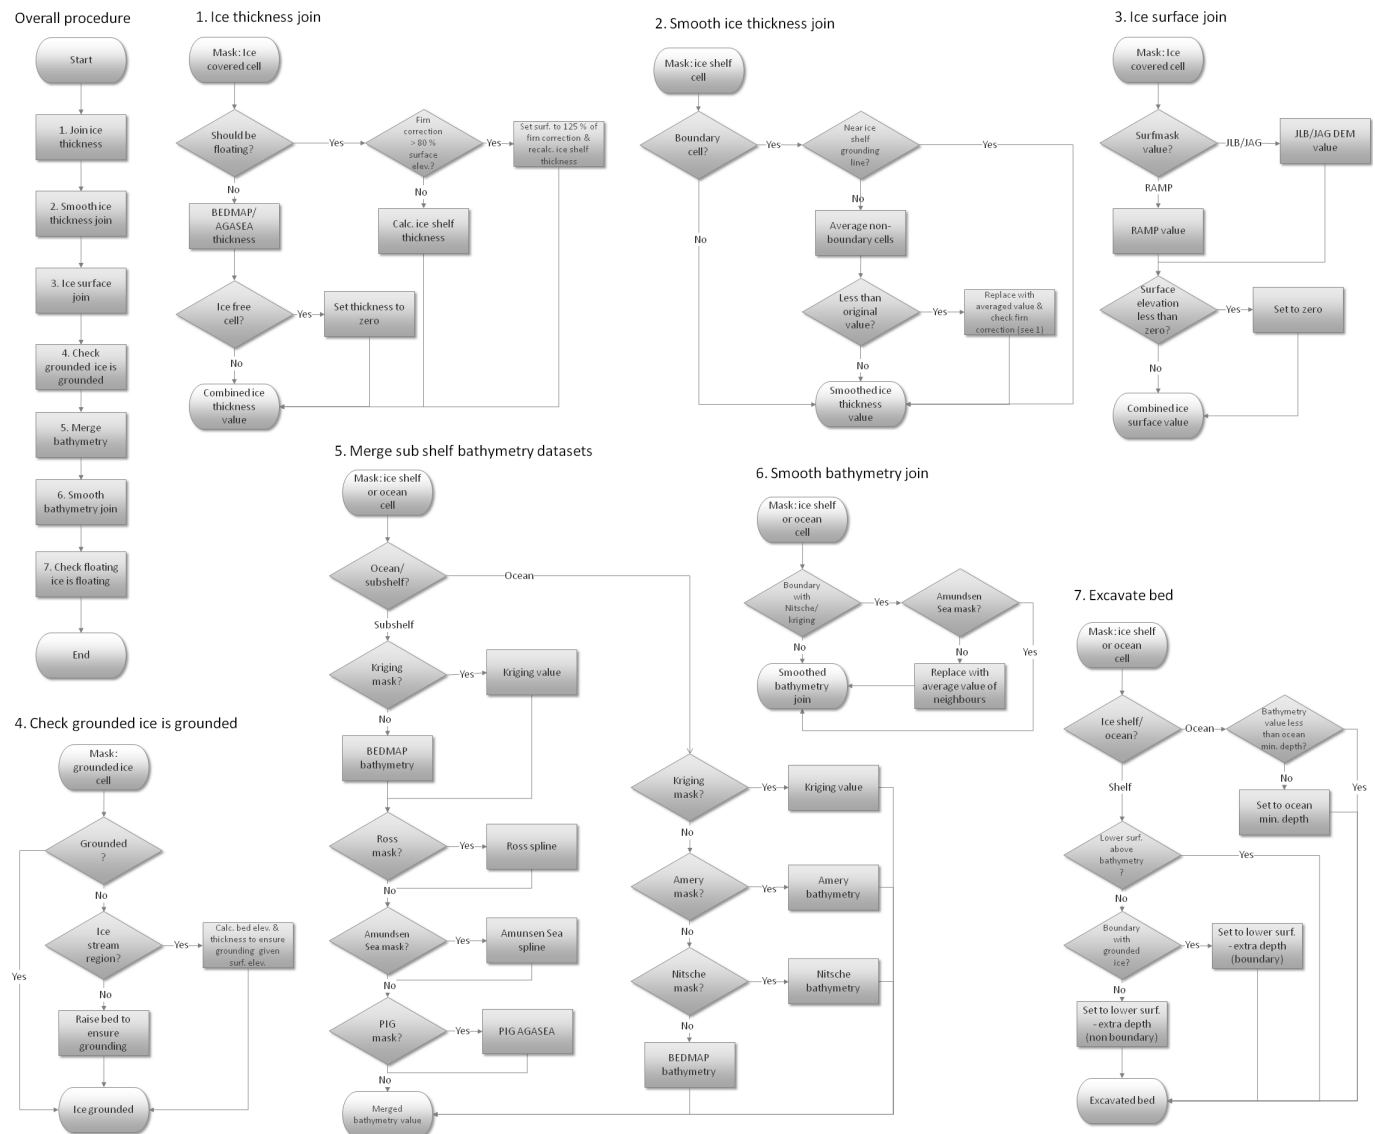 Overall procedure
Start
1. Join ice
thickness
2. Smooth ice
thickness join
3. Ice surface
join
4. Check
grounded ice is
grounded
5. Merge
bathymetry
6. Smooth
bathymetry join
7. Check floating
ice is floating
End
1. Ice thickness join
Mask: Ice
covered cell
Should be
floating?
Yes
Firn
correction
> 80 %
surface
elev.?
Yes
Set surf. to 125 % of
firn correction &
recalc. ice shelf
thickness
No
No
BEDMAP/
AGASEA
thickness
Calc. ice shelf
thickness
Ice free
cell?
Yes
Set thickness to
zero
No
Combined ice
thickness
value
2. Smooth ice thickness join
Mask: ice shelf
cell
Boundary
cell?
Yes
Near ice
shelf
grounding
line?
Yes
No
No
Average non-
boundary cells
Less than
original
value?
Yes
Replace with
averaged value &
check firn
correction (see 1)
No
Smoothed ice
thickness
value
3. Ice surface join
Mask: Ice
covered cell
Surfmask
value?
JLB/JAG
JLB/JAG DEM
value
RAMP
RAMP value
Surface
elevation
less than
zero?
Yes
Set to zero
No
Combined ice
surface value
4. Check grounded ice is grounded
Mask:
grounded ice
cell
Grounded
?
No
Yes
Ice
stream
region?
Yes
Calc. bed elev. &
thickness to ensure
grounding given
surf. elev.
No
Raise bed to
ensure
grounding
Ice grounded
5. Merge sub shelf bathymetry datasets
Mask: ice shelf
or ocean
cell
Ocean/
subshelf?
Ocean
Subshelf
Kriging
mask?
Yes
Kriging value
No
BEDMAP
bathymetry
Ross
mask?
Yes
Ross spline
No
Amundsen
Sea mask?
Yes
Amunsen Sea
spline
No
PIG
mask?
Yes
PIG AGASEA
No
Merged
bathymetry value
Kriging
mask?
Yes
Kriging value
No
Amery
mask?
Yes
Amery
bathymetry
No
Nitsche
mask?
Yes
Nitsche
bathymetry
No
BEDMAP
bathymetry
6. Smooth bathymetry join
Mask: ice shelf
or ocean
cell
Boundary
with
Nitsche/
kriging
Yes
Amundsen
Sea mask?
Yes
No
No
Smoothed
bathymetry
join
Replace with
average value of
neighbours
7. Excavate bed
Mask: ice shelf
or ocean
cell
Ice shelf/
ocean?
Ocean
Bathymetry
value less
than ocean
min. depth?
Yes
No
Set to ocean
min. depth
Shelf
Lower surf.
above
bathymetry
?
Yes
No
Boundary
with
grounded
ice?
Yes
Set to lower surf.
- extra depth
(boundary)
No
Set to lower surf.
- extra depth
(non boundary)
Excavated bed